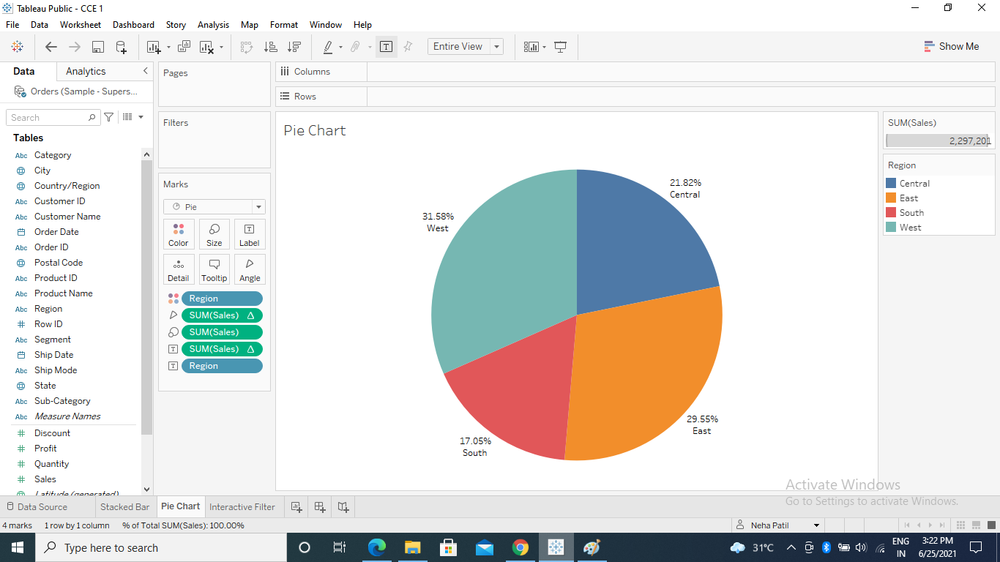 Tableau Public - CCE 1
File Data Worksheet Dashboard Story Analysis Map Format Window Help
Entire View
Show Me
Data Analytics
Orders (Sample - Supers...
Search
Tables
Abc Category
City
Country/Region
Abc Customer ID
Abc Customer Name
Order Date
Abc Order ID
Postal Code
Abc Product ID
Abc Product Name
Abc Region
# Row ID
Abc Segment
Ship Date
Abc Ship Mode
State
Abc Sub-Category
Abc Measure Names
# Discount
# Profit
# Quantity
# Sales
Latitude (generated)
Pages
Filters
Marks
Pie
Color Size Label
Detail Tooltip Angle
Region
SUM(Sales) Δ
SUM(Sales)
SUM(Sales) Δ
Region
Columns
Rows
Pie Chart
21.82%
Central
31.58%
West
29.55%
East
17.05%
South
SUM(Sales)
2,297,201
Region
Central
East
South
West
Activate Windows
Go to Settings to activate Windows.
Data Source Stacked Bar Pie Chart Interactive Filter
4 marks 1 row by 1 column % of Total SUM(Sales): 100.00%
Neha Patil
Type here to search
31°C
ENG
IN
3:22 PM
6/25/2021